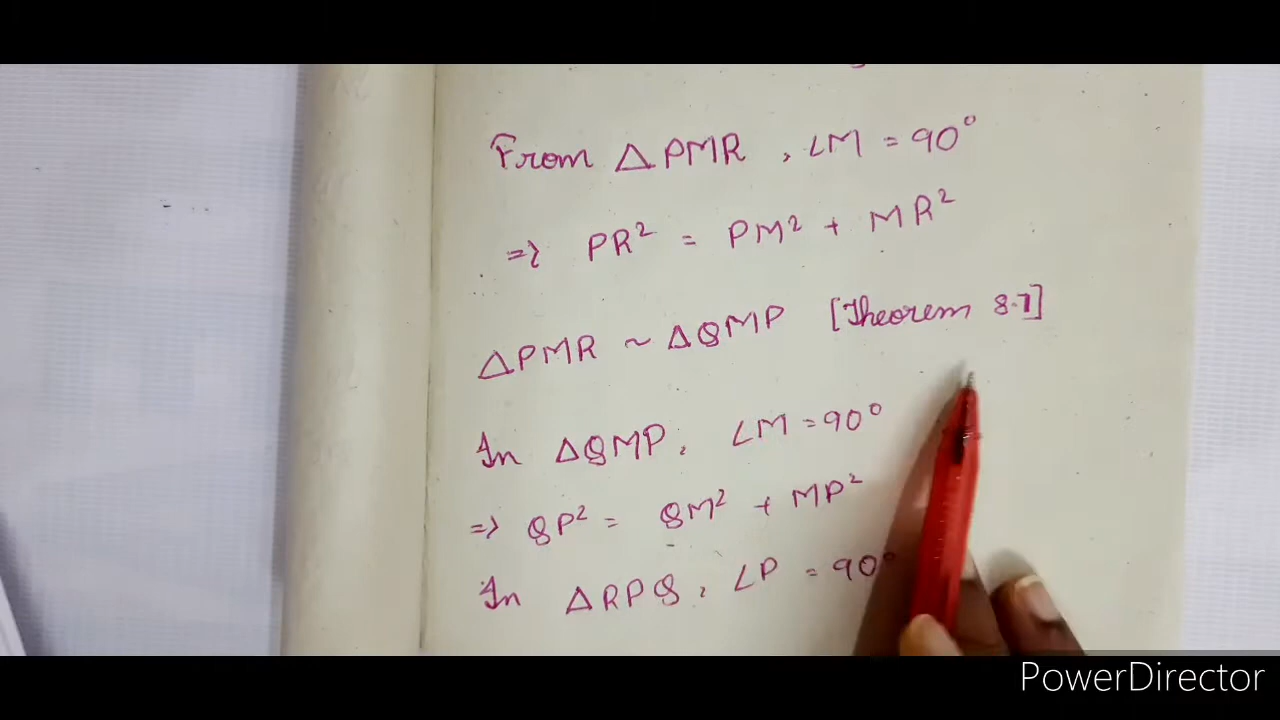 From △PMR, ∠M = 90°
=> PR² = PM² + MR²
△PMR ~ △QMP [Theorem 8.7]
In △QMP, ∠M = 90°
=> QP² = QM² + MP²
In △RPQ, ∠P = 90°
PowerDirector